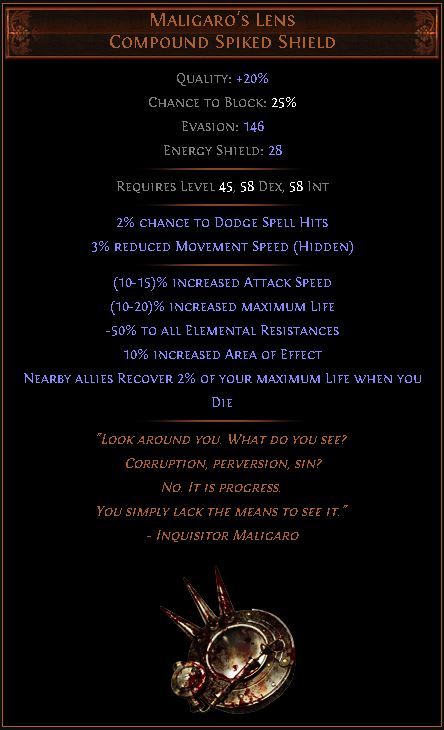 Maligaro's Lens
Compound Spiked Shield
Quality: +20%
Chance to Block: 25%
Evasion: 146
Energy Shield: 28
Requires Level 45, 58 Dex, 58 Int
2% chance to Dodge Spell Hits
3% reduced Movement Speed (Hidden)
(10-15)% increased Attack Speed
(10-20)% increased maximum Life
-50% to all Elemental Resistances
10% increased Area of Effect
Nearby allies Recover 2% of your maximum Life when you
Die
"Look around you. What do you see?
Corruption, perversion, sin?
No. It is progress.
You simply lack the means to see it."
- Inquisitor Maligaro